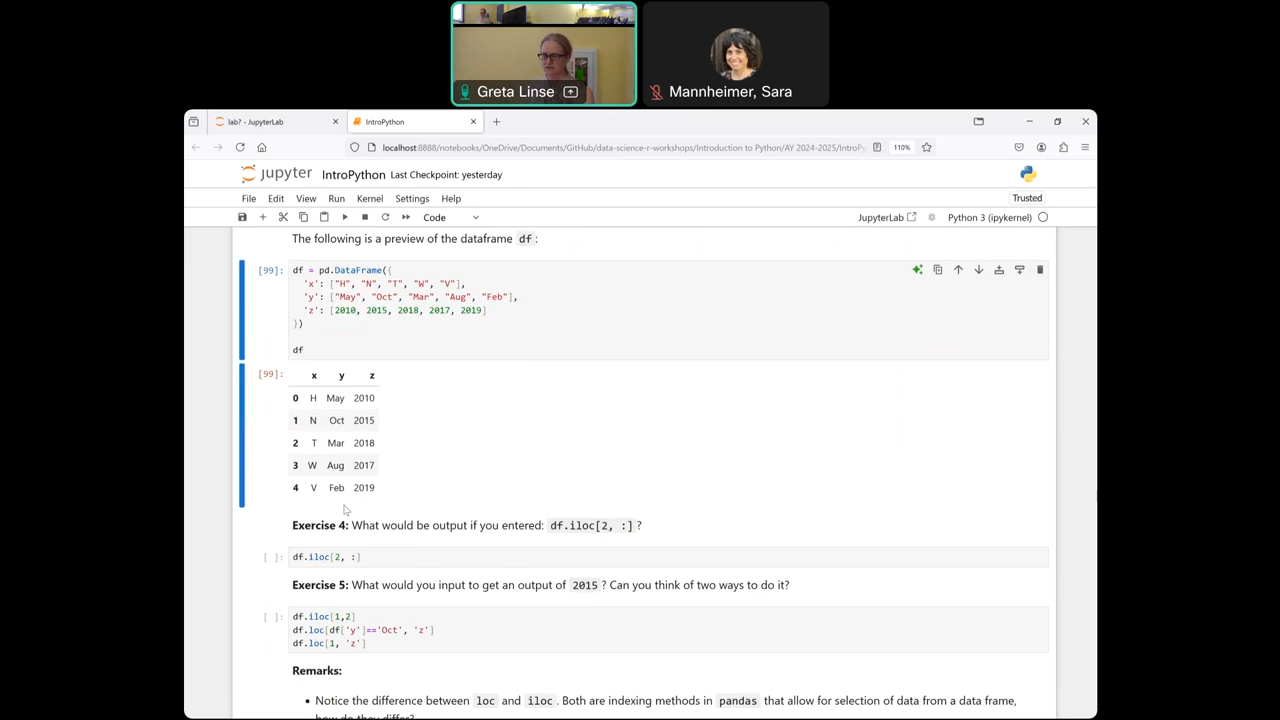 Greta Linse
Mannheimer, Sara
lab? - JupyterLab
IntroPython
localhost:8888/notebooks/OneDrive/Documents/GitHub/data-science-r-workshops/Introduction to Python/AY 2024-2025/IntroPy
110%
jupyter IntroPython Last Checkpoint: yesterday
File Edit View Run Kernel Settings Help
Trusted
Code
JupyterLab
Python 3 (ipykernel)
The following is a preview of the dataframe df:
[99]: df = pd.DataFrame({
'x': ["H", "N", "T", "W", "V"],
'y': ["May", "Oct", "Mar", "Aug", "Feb"],
'z': [2010, 2015, 2018, 2017, 2019]
})
df
[99]: x y z
0 H May 2010
1 N Oct 2015
2 T Mar 2018
3 W Aug 2017
4 V Feb 2019
Exercise 4: What would be output if you entered: df.iloc[2, :] ?
[ ]: df.iloc[2, :]
Exercise 5: What would you input to get an output of 2015 ? Can you think of two ways to do it?
[ ]: df.iloc[1,2]
df.loc[df['y']=='Oct', 'z']
df.loc[1, 'z']
Remarks:
• Notice the difference between loc and iloc . Both are indexing methods in pandas that allow for selection of data from a data frame,
how do they differ?